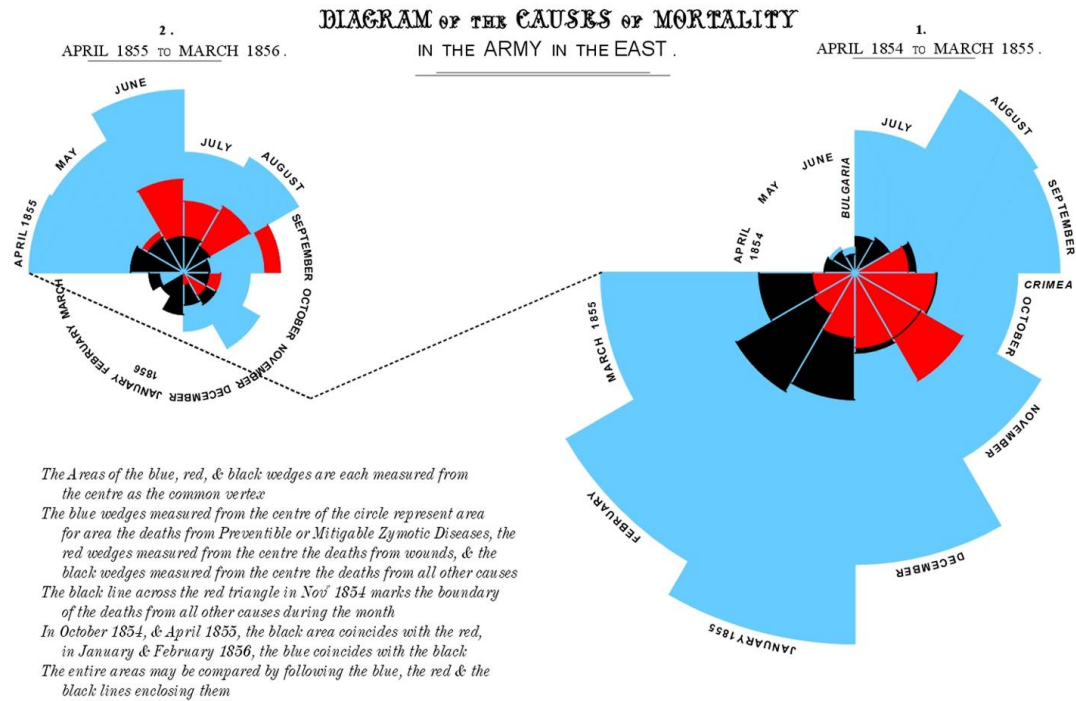 DIAGRAM OF THE CAUSES OF MORTALITY
IN THE ARMY IN THE EAST .
2 .
APRIL 1855 TO MARCH 1856 .
1.
APRIL 1854 TO MARCH 1855 .
APRIL 1855
MAY
JUNE
JULY
AUGUST
SEPTEMBER
OCTOBER
NOVEMBER
DECEMBER
JANUARY
1856
FEBRUARY
MARCH
APRIL
1854
MAY
JUNE
BULGARIA
JULY
AUGUST
SEPTEMBER
CRIMEA
OCTOBER
NOVEMBER
DECEMBER
JANUARY 1855
FEBRUARY
MARCH 1855
The Areas of the blue, red, & black wedges are each measured from
the centre as the common vertex
The blue wedges measured from the centre of the circle represent area
for area the deaths from Preventible or Mitigable Zymotic Diseases, the
red wedges measured from the centre the deaths from wounds, & the
black wedges measured from the centre the deaths from all other causes
The black line across the red triangle in Nov' 1854 marks the boundary
of the deaths from all other causes during the month
In October 1854, & April 1855, the black area coincides with the red,
in January & February 1856, the blue coincides with the black
The entire areas may be compared by following the blue, the red & the
black lines enclosing them